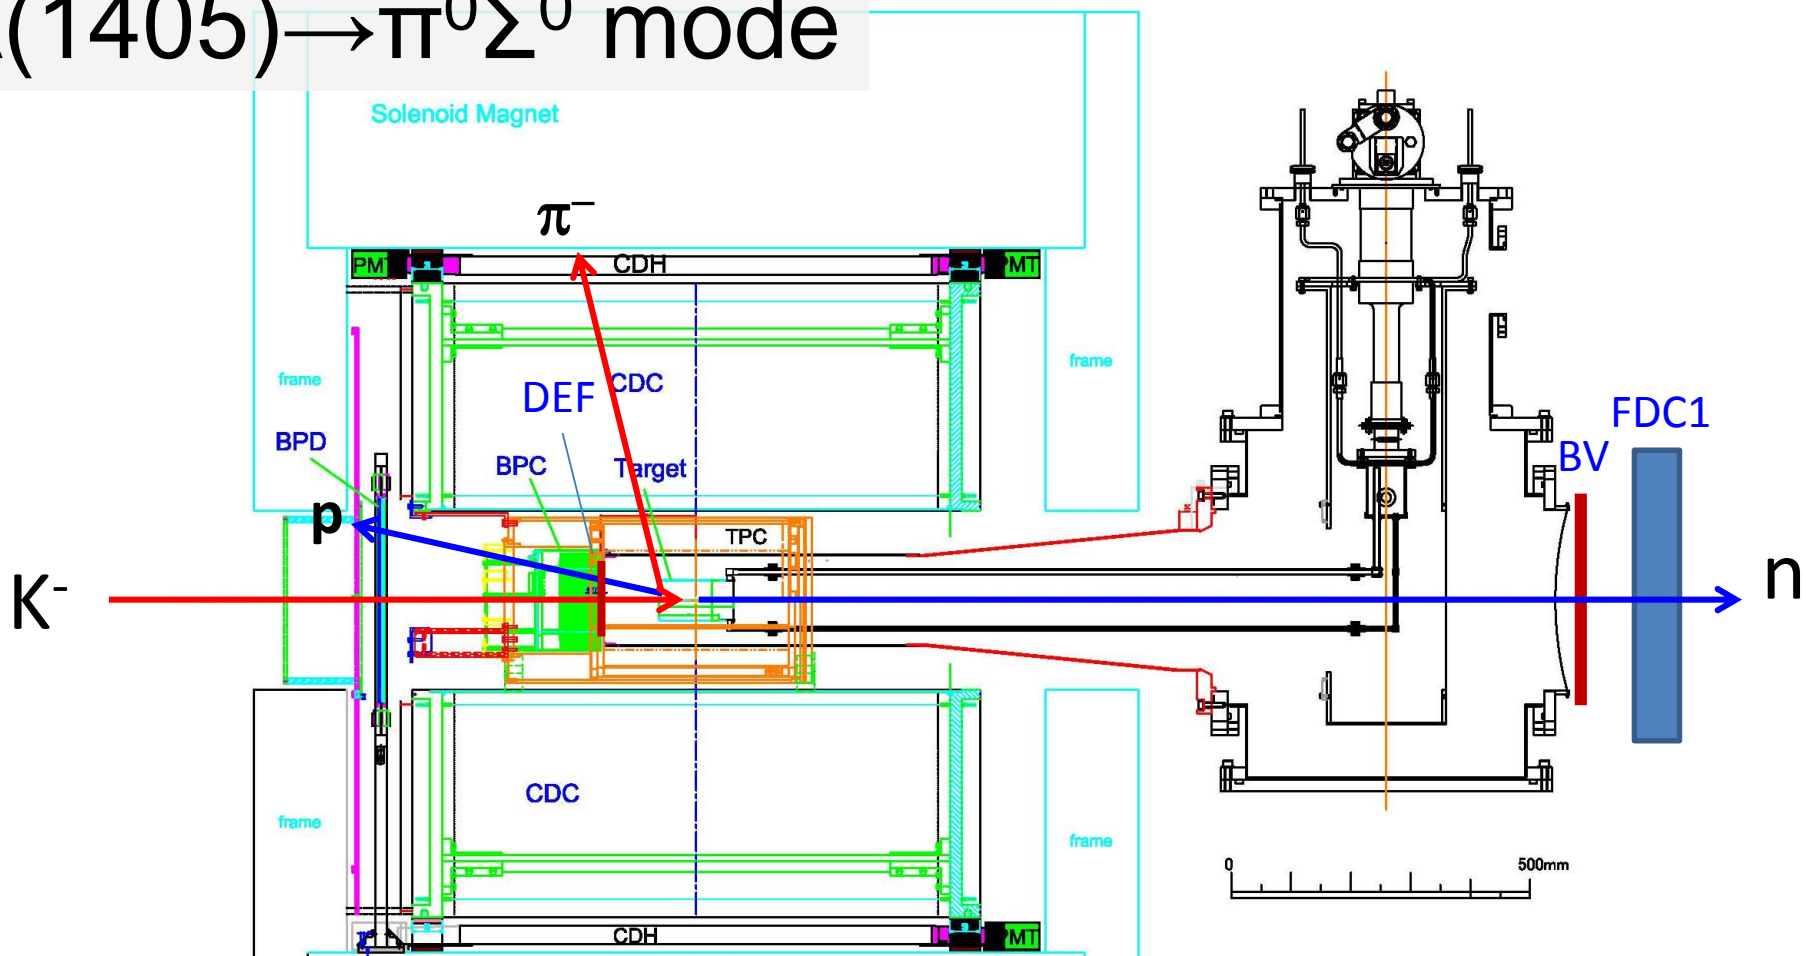 (1405)→π⁰Σ⁰ mode
Solenoid Magnet
π⁻
PMT
CDH
PMT
frame
CDC
frame
DEF
FDC1
BPD
BPC
Target
BV
p
TPC
K⁻
n
CDC
frame
frame
0
500mm
CDH
PMT